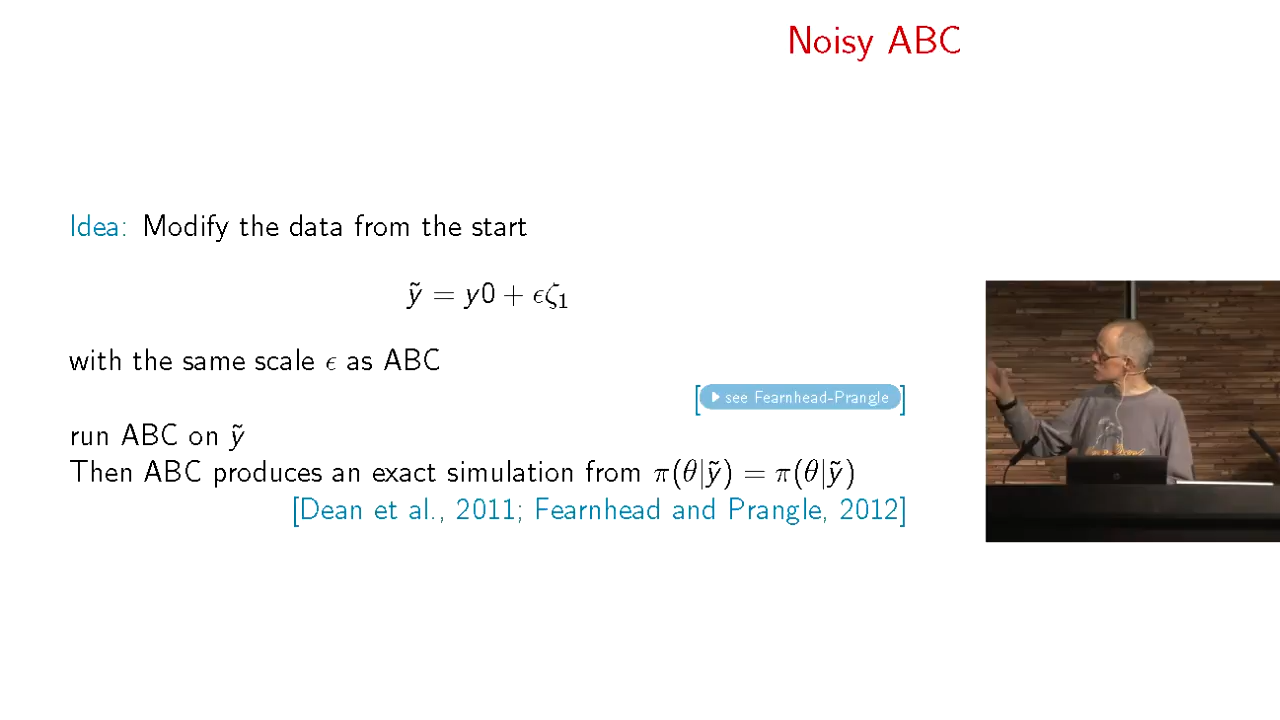 Noisy ABC
Idea: Modify the data from the start
ỹ = y0 + ϵζ₁
with the same scale ϵ as ABC
[ see Fearnhead-Prangle ]
run ABC on ỹ
Then ABC produces an exact simulation from π(θ|ỹ) = π(θ|ỹ)
[Dean et al., 2011; Fearnhead and Prangle, 2012]